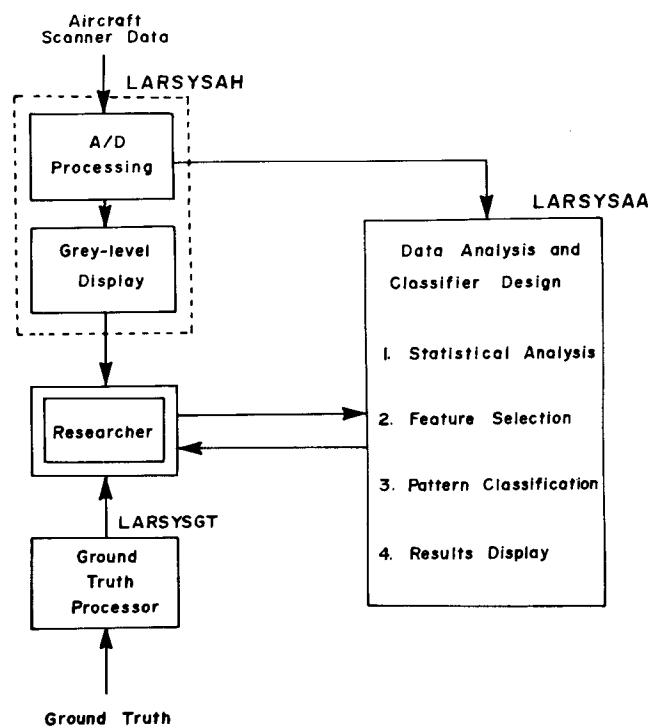 Aircraft
Scanner Data
LARSYSAH
A/D
Processing
Grey-level
Display
LARSYSAA
Data Analysis and
Classifier Design
1. Statistical Analysis
2. Feature Selection
3. Pattern Classification
4. Results Display
Researcher
LARSYSGT
Ground
Truth
Processor
Ground Truth